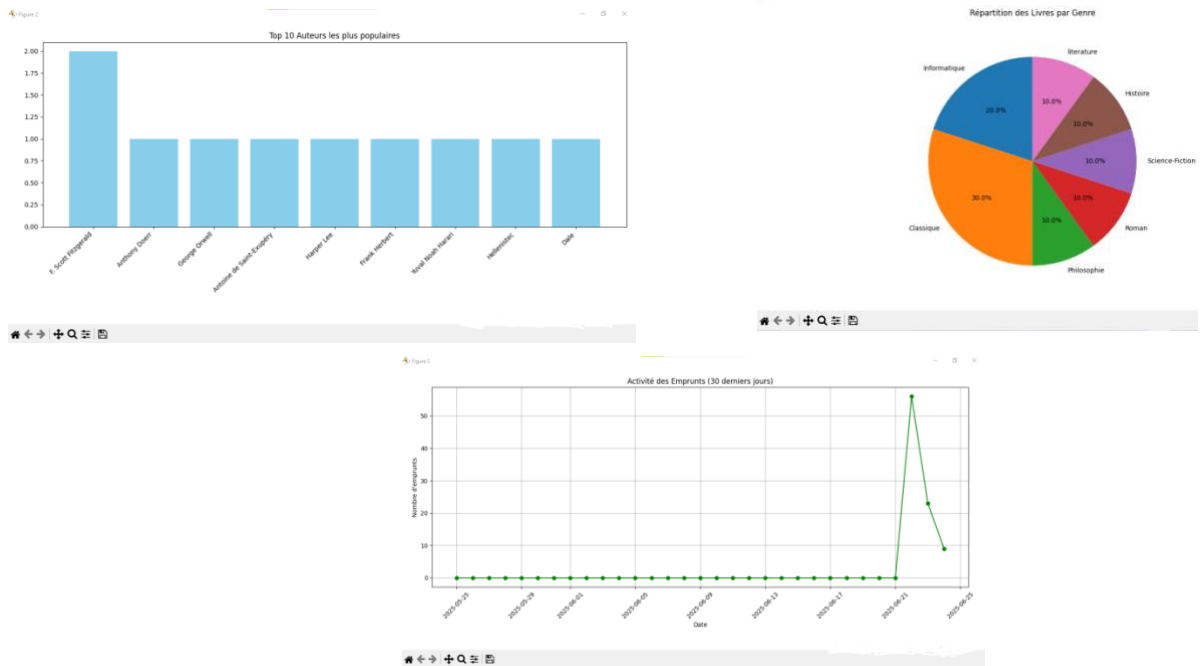 Figure 2
Top 10 Auteurs les plus populaires
2.00
1.75
1.50
1.25
1.00
0.75
0.50
0.25
0.00
F. Scott Fitzgerald
Anthony Doerr
George Orwell
Antoine de Saint-Exupéry
Harper Lee
Frank Herbert
Yuval Noah Harari
Hellenistec
Dale
Répartition des Livres par Genre
literature
Informatique
Histoire
10.0%
20.0%
10.0%
10.0%
Science-Fiction
30.0%
10.0%
10.0%
Classique
Roman
Philosophie
Activité des Emprunts (30 derniers jours)
Nombre d'emprunts
50
40
30
20
10
0
2025-05-25
2025-05-29
2025-06-01
2025-06-05
2025-06-09
2025-06-13
2025-06-17
2025-06-21
2025-06-25
Date